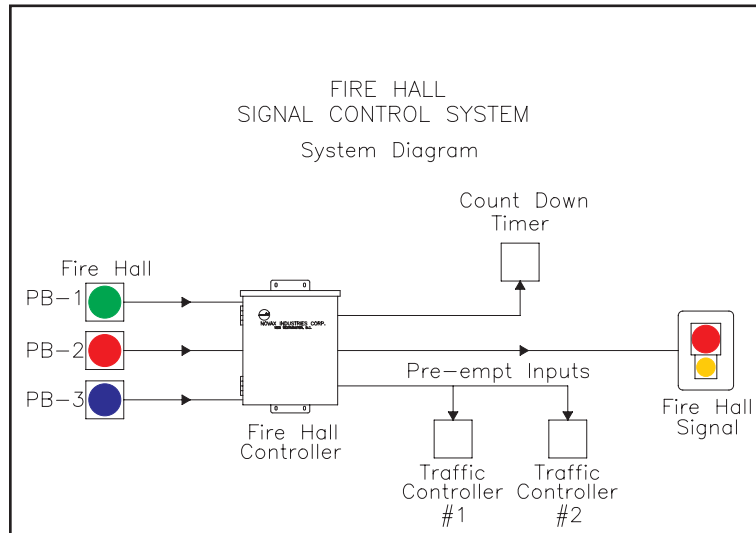 FIRE HALL
SIGNAL CONTROL SYSTEM
System Diagram
Count Down
Timer
Fire Hall
PB-1
PB-2
PB-3
NOVAX INDUSTRIES CORP.
Fire Hall
Controller
Pre-empt Inputs
Traffic
Controller
#1
Traffic
Controller
#2
Fire Hall
Signal